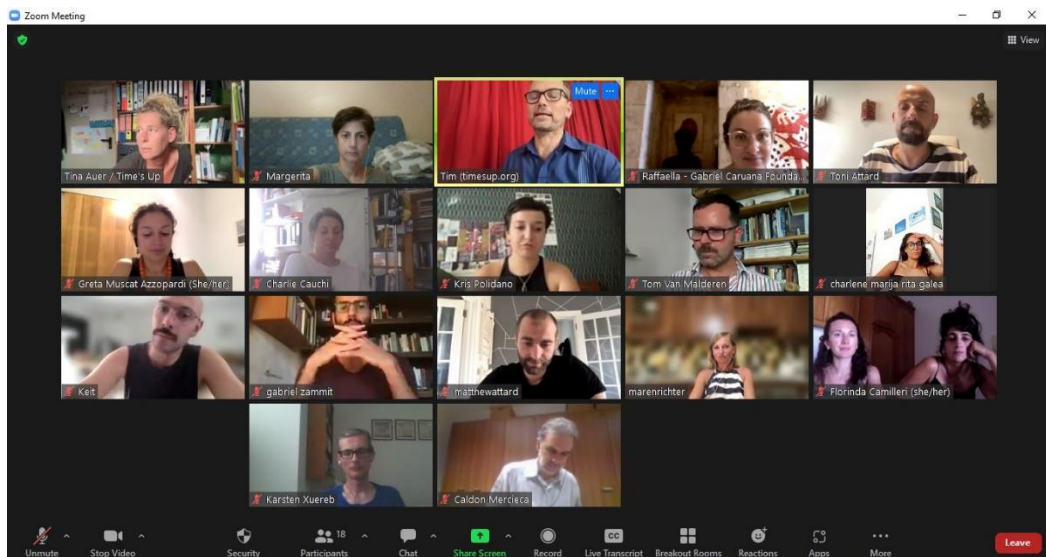 Zoom Meeting
View
Mute
Tina Auer / Time's Up
Margerita
Tim (timesup.org)
Raffaella - Gabriel Caruana Founda...
Toni Attard
Greta Muscat Azzopardi (She/her)
Charlie Cauchi
Kris Polidano
Tom Van Malderen
charlene marija rita galea
Keit
gabriel zammit
matthewattard
marenrichter
Florinda Camilleri (she/her)
Karsten Xuereb
Caldon Mercieca
18
CC
Unmute
Stop Video
Security
Participants
Chat
Share Screen
Record
Live Transcript
Breakout Rooms
Reactions
Apps
More
Leave